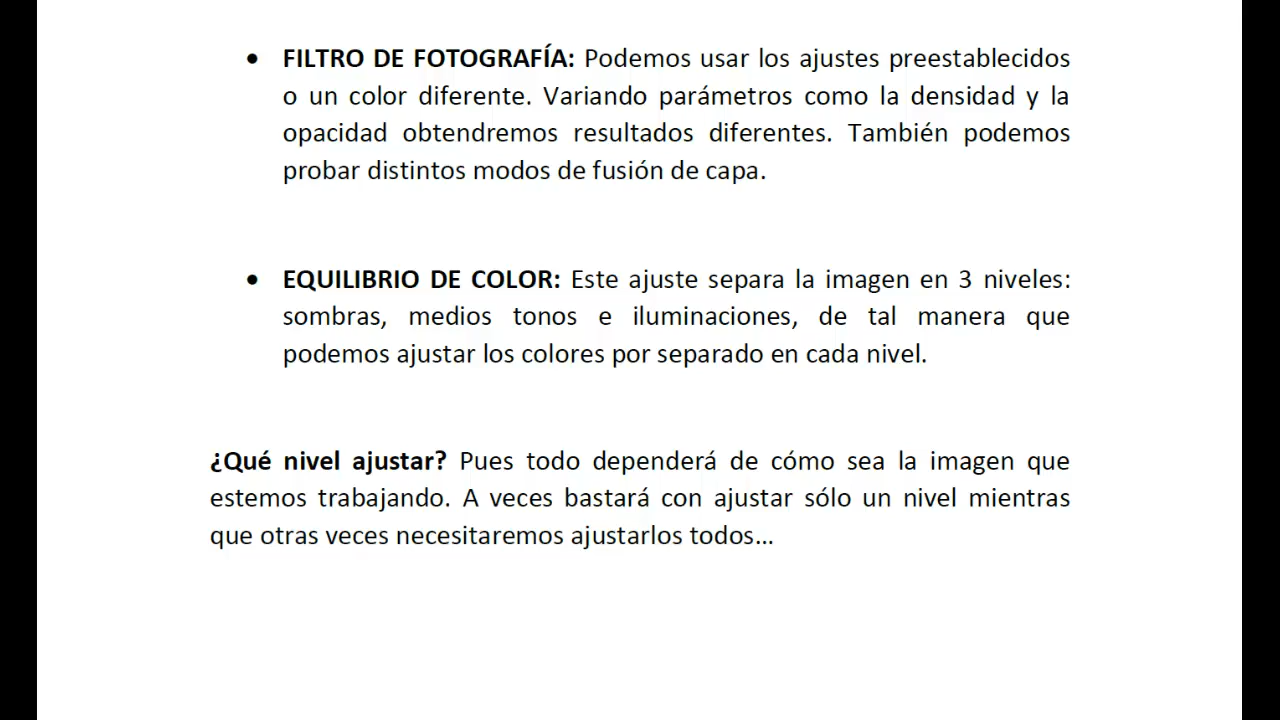 • FILTRO DE FOTOGRAFÍA: Podemos usar los ajustes preestablecidos
o un color diferente. Variando parámetros como la densidad y la
opacidad obtendremos resultados diferentes. También podemos
probar distintos modos de fusión de capa.
• EQUILIBRIO DE COLOR: Este ajuste separa la imagen en 3 niveles:
sombras, medios tonos e iluminaciones, de tal manera que
podemos ajustar los colores por separado en cada nivel.
¿Qué nivel ajustar? Pues todo dependerá de cómo sea la imagen que
estemos trabajando. A veces bastará con ajustar sólo un nivel mientras
que otras veces necesitaremos ajustarlos todos…